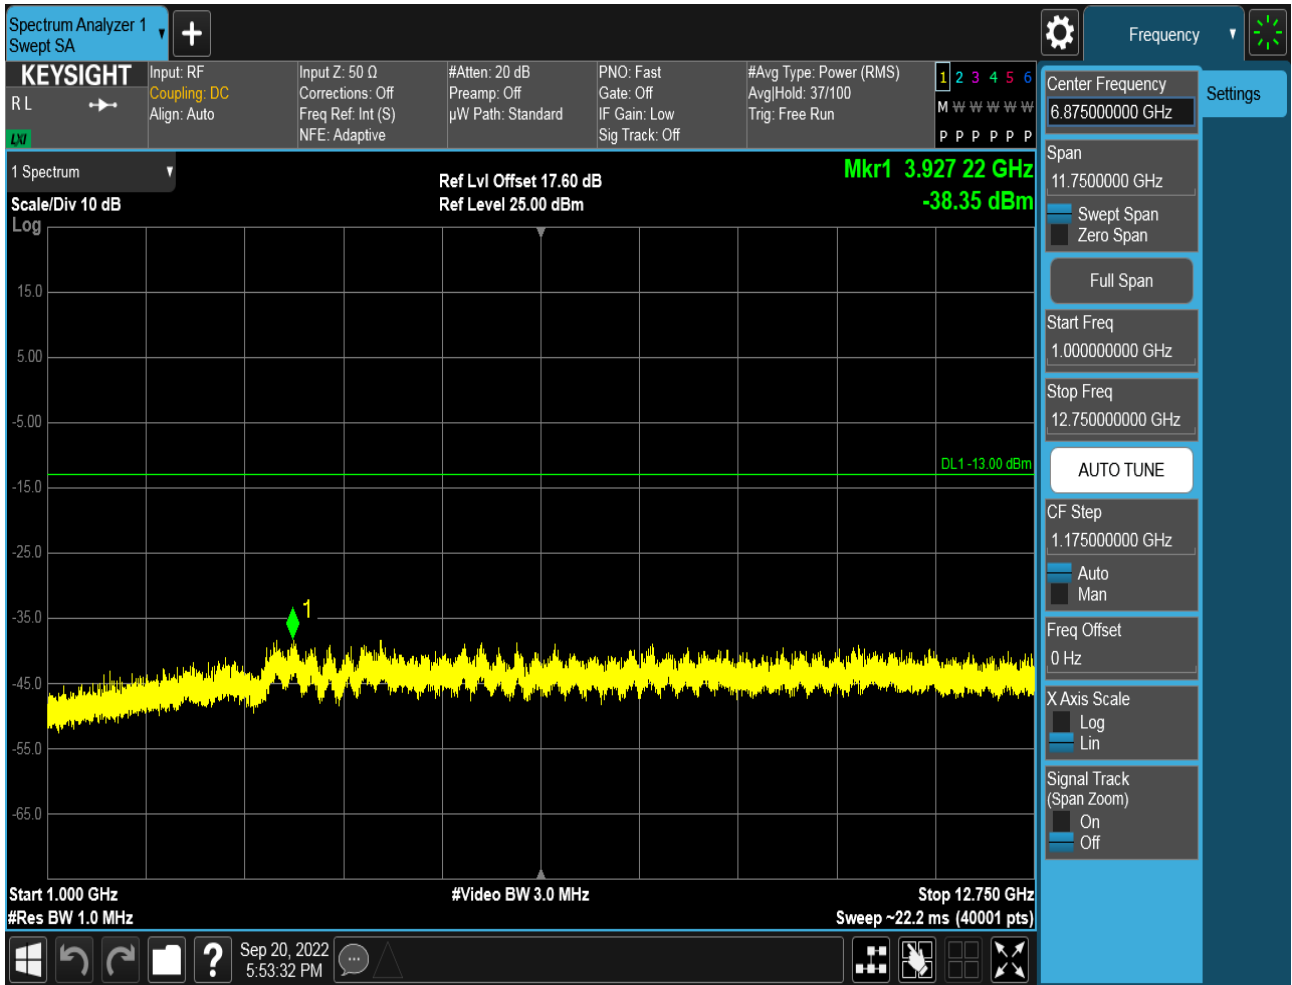 Spectrum Analyzer 1
Swept SA
Frequency
KEYSIGHT
R L
LXI
Input: RF
Coupling: DC
Align: Auto
Input Z: 50 Ω
Corrections: Off
Freq Ref: Int (S)
NFE: Adaptive
#Atten: 20 dB
Preamp: Off
µW Path: Standard
PNO: Fast
Gate: Off
IF Gain: Low
Sig Track: Off
#Avg Type: Power (RMS)
Avg|Hold: 37/100
Trig: Free Run
1 2 3 4 5 6
M W W W W W
P P P P P P
1 Spectrum
Scale/Div 10 dB
Log
Ref Lvl Offset 17.60 dB
Ref Level 25.00 dBm
Mkr1 3.927 22 GHz
-38.35 dBm
15.0
5.00
-5.00
DL1 -13.00 dBm
-15.0
-25.0
-35.0
1
-45.0
-55.0
-65.0
Start 1.000 GHz
#Video BW 3.0 MHz
Stop 12.750 GHz
#Res BW 1.0 MHz
Sweep ~22.2 ms (40001 pts)
Sep 20, 2022
5:53:32 PM
Center Frequency
6.875000000 GHz
Settings
Span
11.7500000 GHz
Swept Span
Zero Span
Full Span
Start Freq
1.000000000 GHz
Stop Freq
12.750000000 GHz
AUTO TUNE
CF Step
1.175000000 GHz
Auto
Man
Freq Offset
0 Hz
X Axis Scale
Log
Lin
Signal Track
(Span Zoom)
On
Off